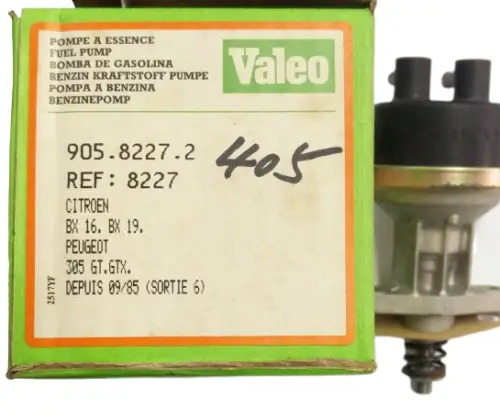 POMPE A ESSENCE
FUEL PUMP
BOMBA DE GASOLINA
BENZIN KRAFTSTOFF PUMPE
POMPA A BENZINA
BENZINEPOMP
Valeo
905.8227.2
REF: 8227
405
CITROEN
BX 16. BX 19.
PEUGEOT
305 GT.GTX.
DEPUIS 09/85 (SORTIE 6)
2517YF